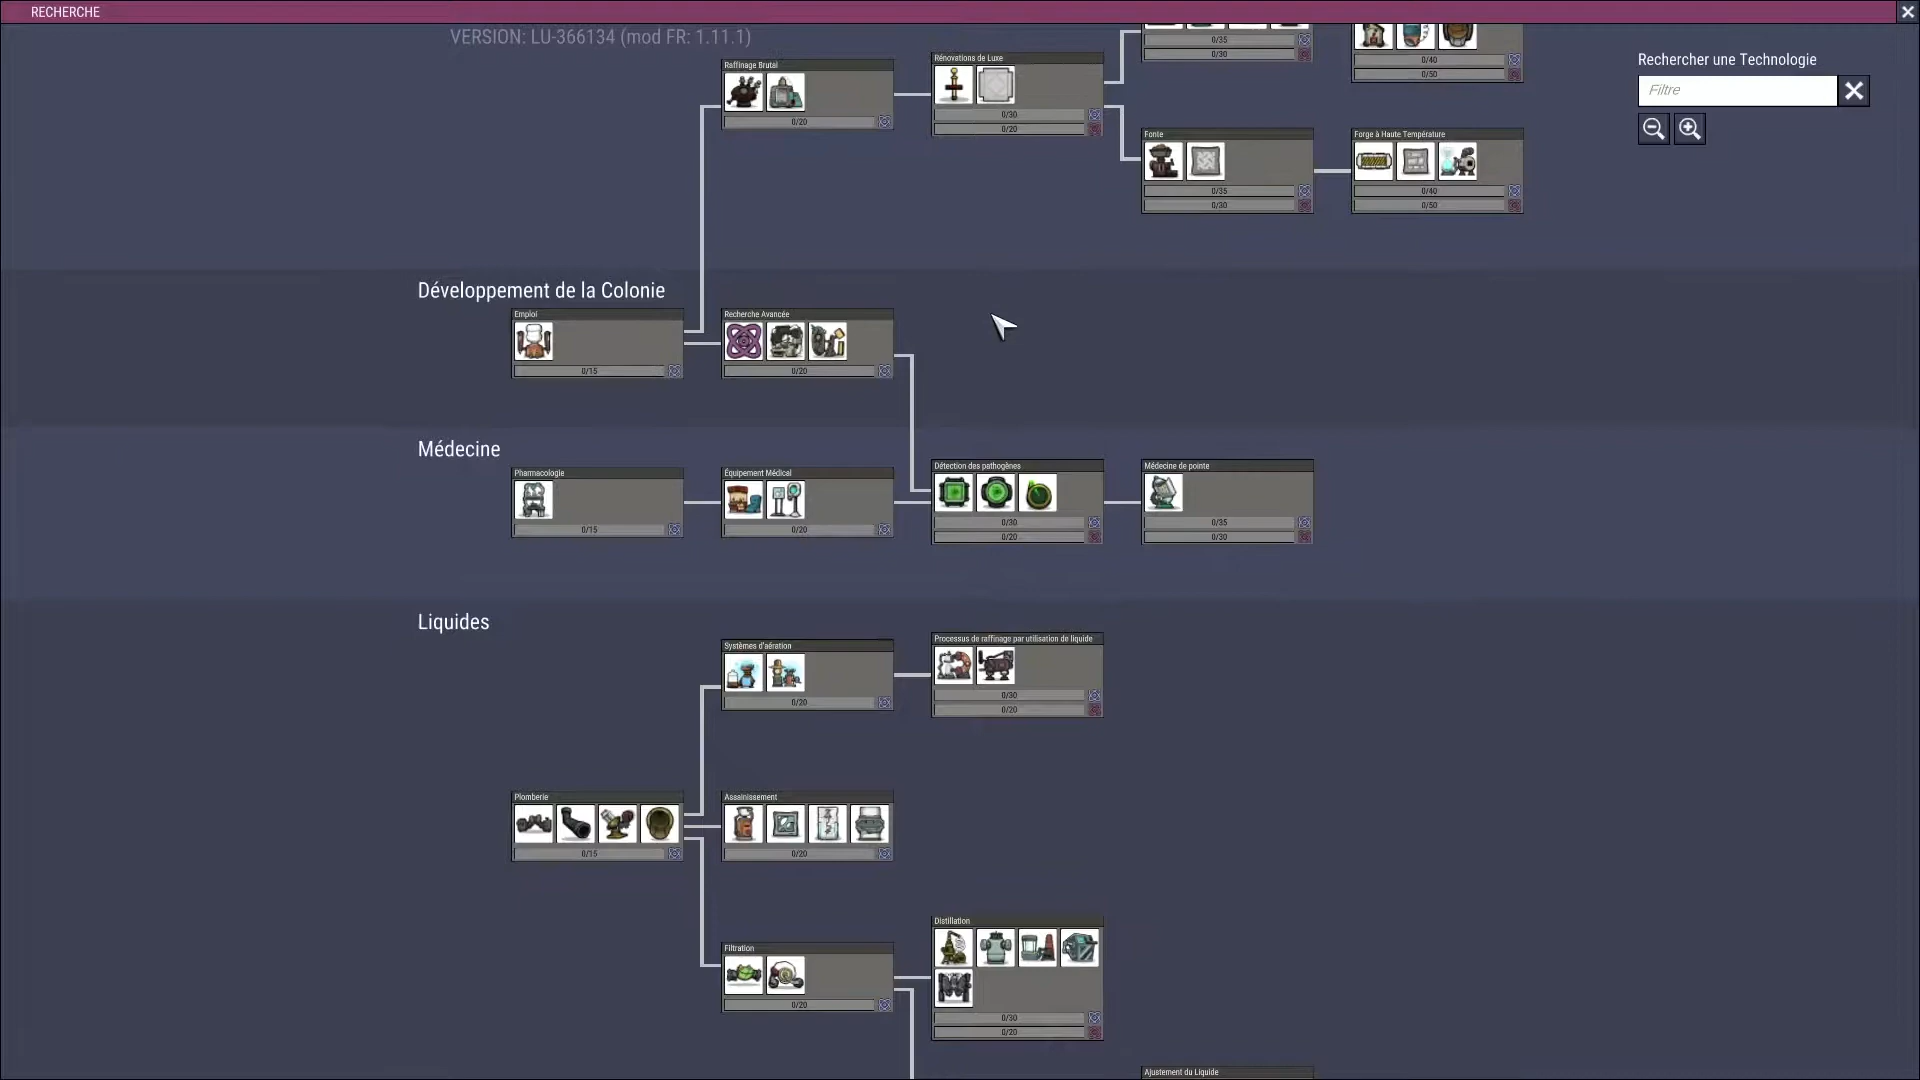 RECHERCHE
VERSION: LU-366134 (mod FR: 1.11.1)
Rechercher une Technologie
Filtre
0/35
0/30
0/40
0/50
Raffinage Brutal
0/20
Rénovations de Luxe
0/30
0/20
Fonte
0/35
0/30
Forge à Haute Température
0/40
0/50
Développement de la Colonie
Emploi
0/15
Recherche Avancée
0/20
Médecine
Pharmacologie
0/15
Équipement Médical
0/20
Détection des pathogènes
0/30
0/20
Médecine de pointe
0/35
0/30
Liquides
Systèmes d'aération
0/20
Processus de raffinage par utilisation de liquide
0/30
0/20
Plomberie
0/15
Assainissement
0/20
Filtration
0/20
Distillation
0/30
0/20
Ajustement du Liquide